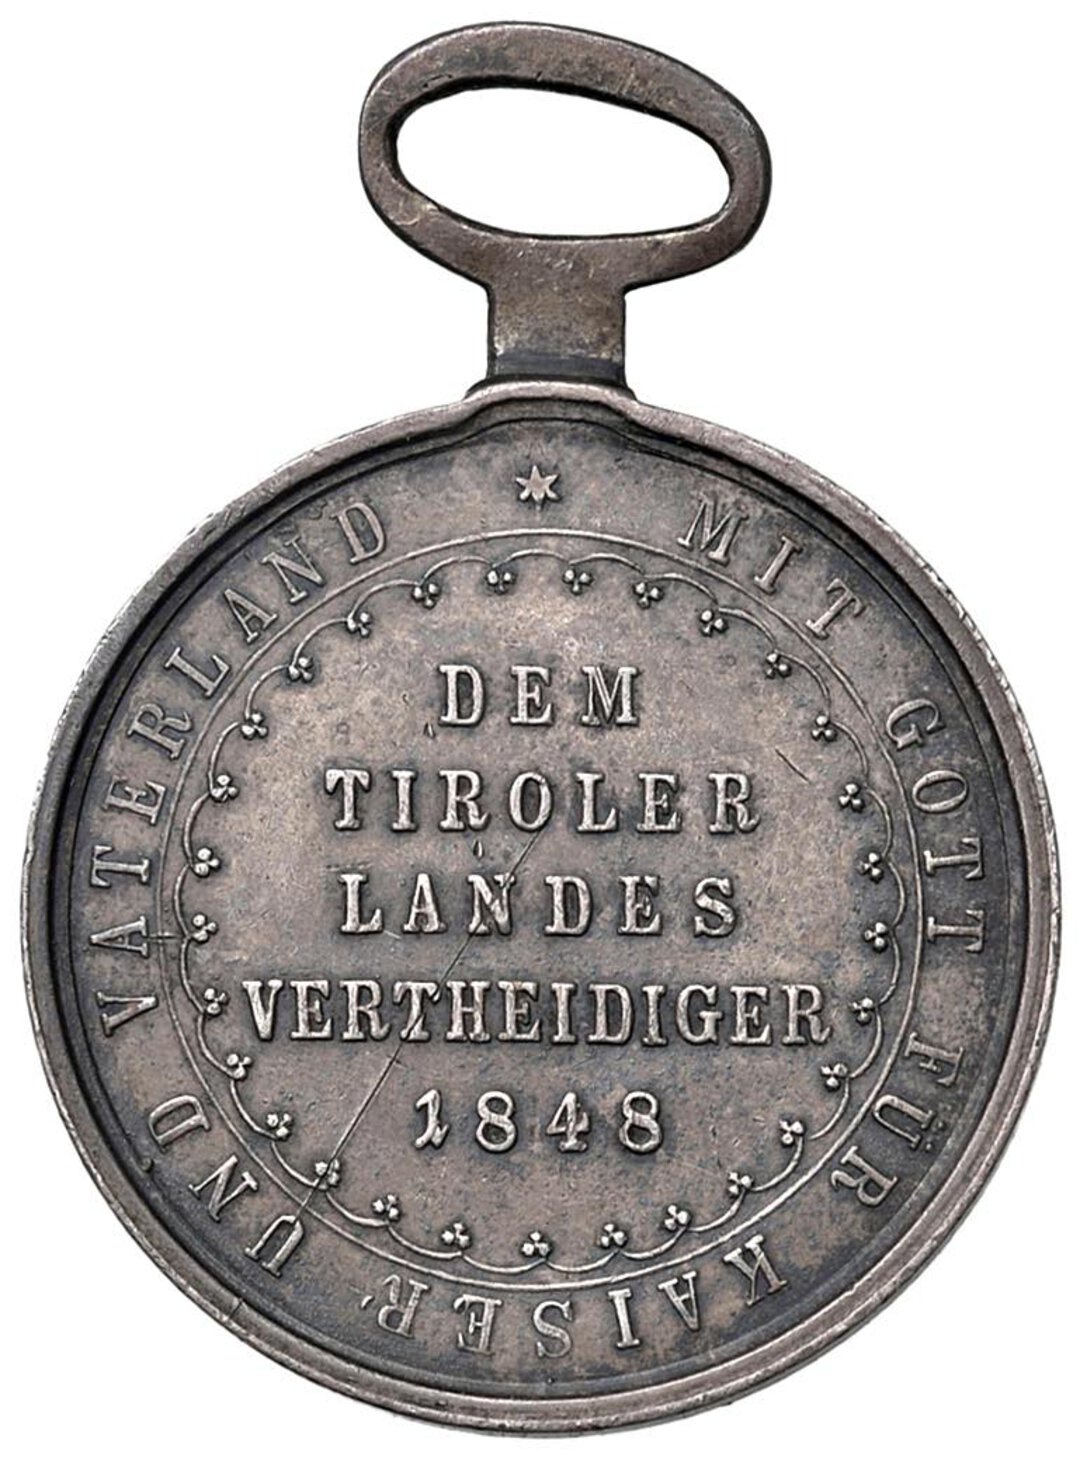 MIT GOTT FÜR KAISER UND VATERLAND
DEM
TIROLER
LANDES
VERTHEIDIGER
1848